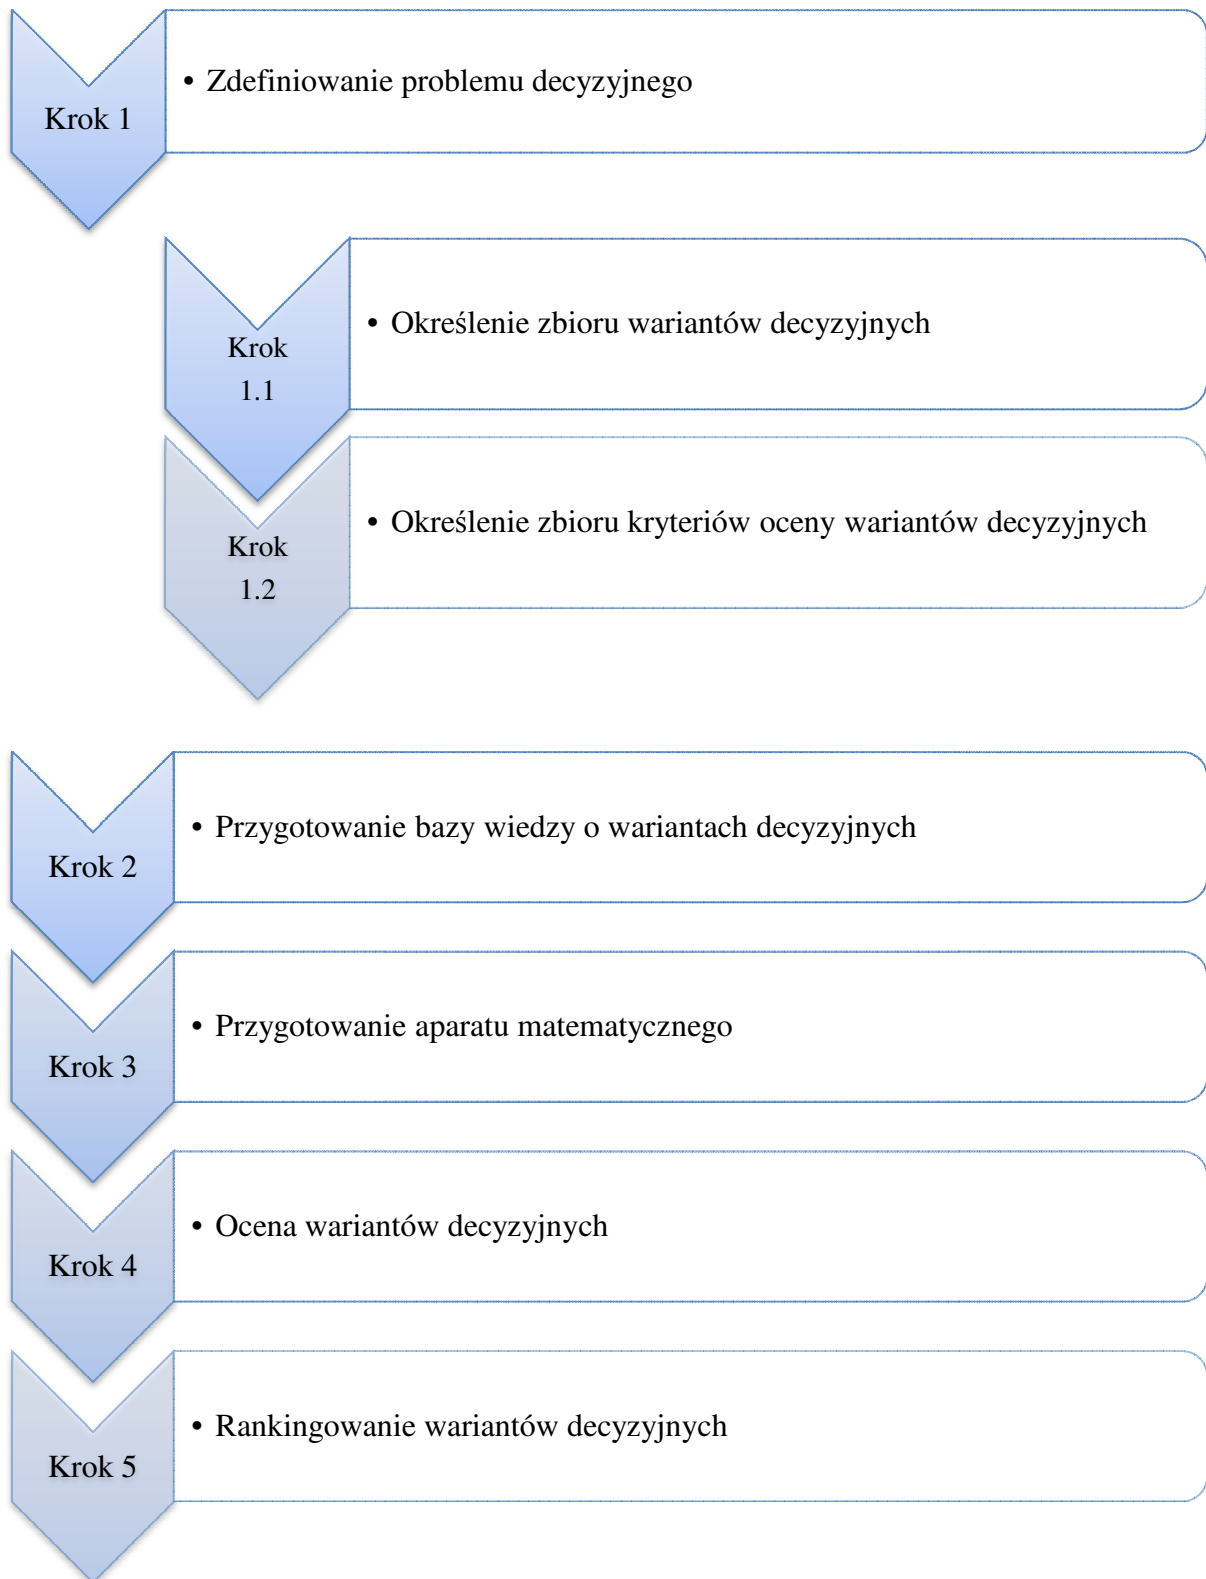 Krok 1
• Zdefiniowanie problemu decyzyjnego
Krok
1.1
• Określenie zbioru wariantów decyzyjnych
Krok
1.2
• Określenie zbioru kryteriów oceny wariantów decyzyjnych
Krok 2
• Przygotowanie bazy wiedzy o wariantach decyzyjnych
Krok 3
• Przygotowanie aparatu matematycznego
Krok 4
• Ocena wariantów decyzyjnych
Krok 5
• Rankingowanie wariantów decyzyjnych